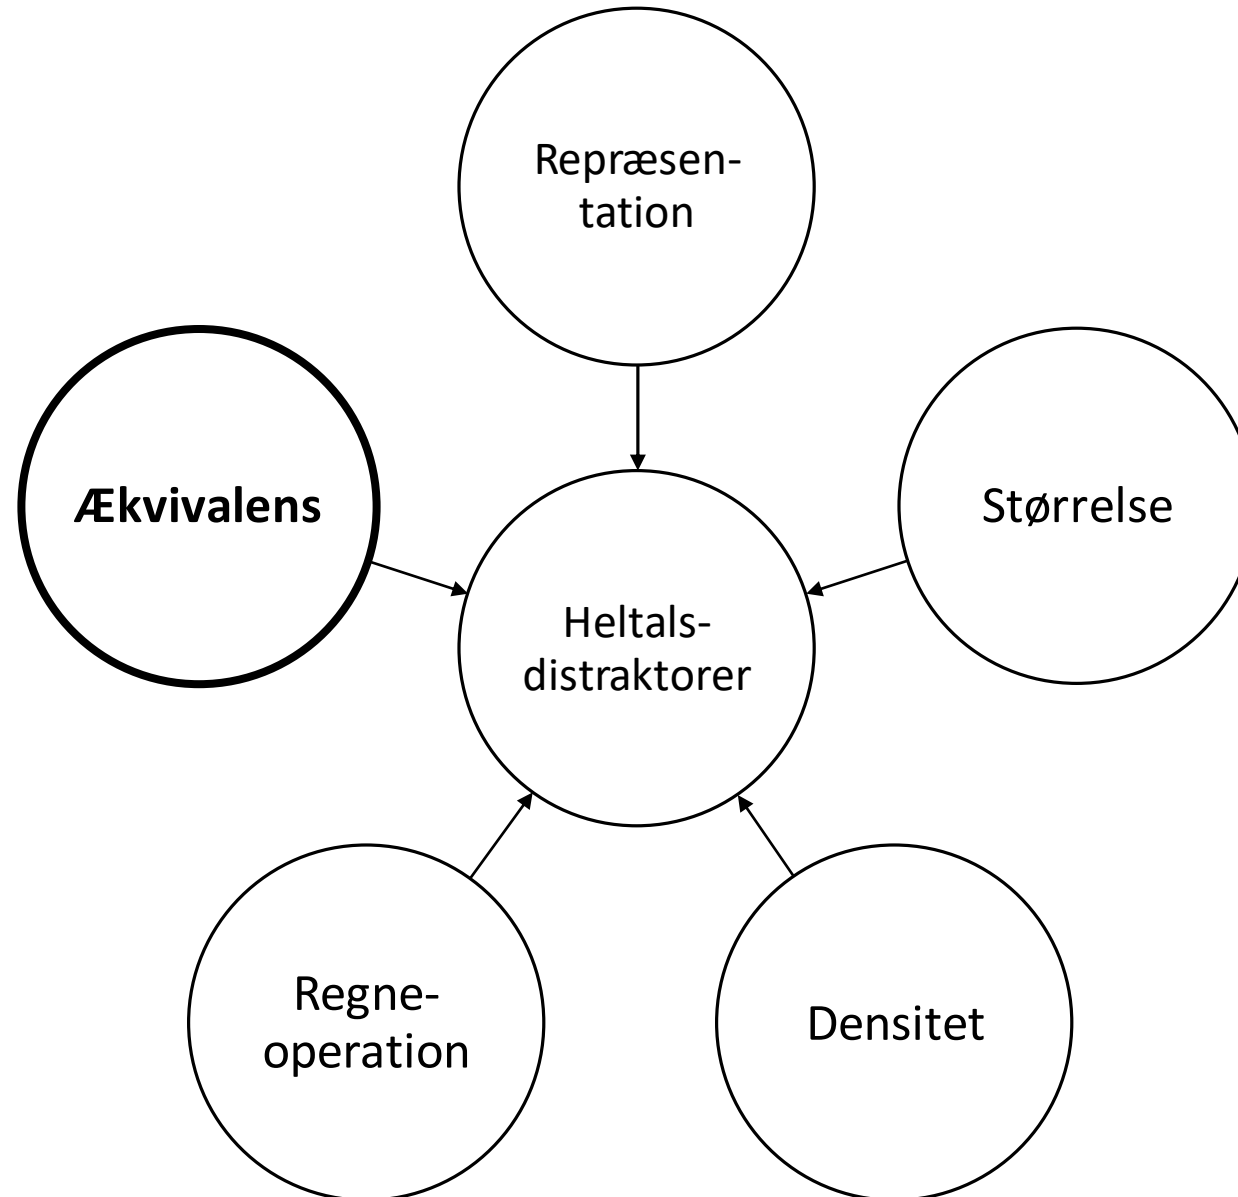 Repræsen-
tation
Ækvivalens
Størrelse
Heltals-
distraktorer
Regne-
operation
Densitet